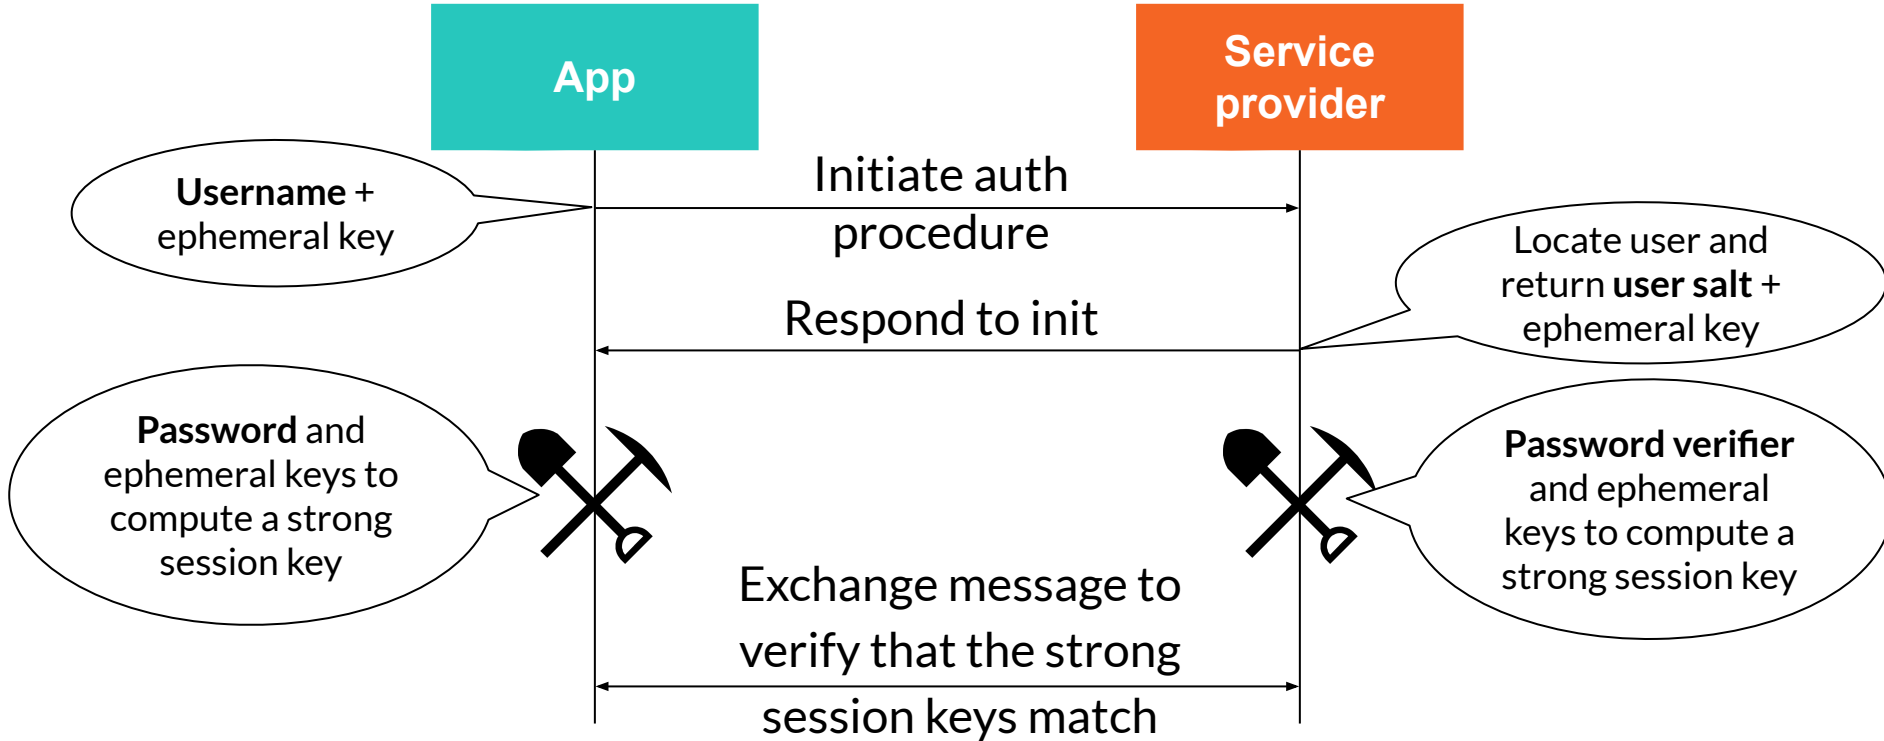 App
Service
provider
Username +
ephemeral key
Initiate auth
procedure
Locate user and
return user salt +
ephemeral key
Respond to init
Password and
ephemeral keys to
compute a strong
session key
Password verifier
and ephemeral
keys to compute a
strong session key
Exchange message to
verify that the strong
session keys match